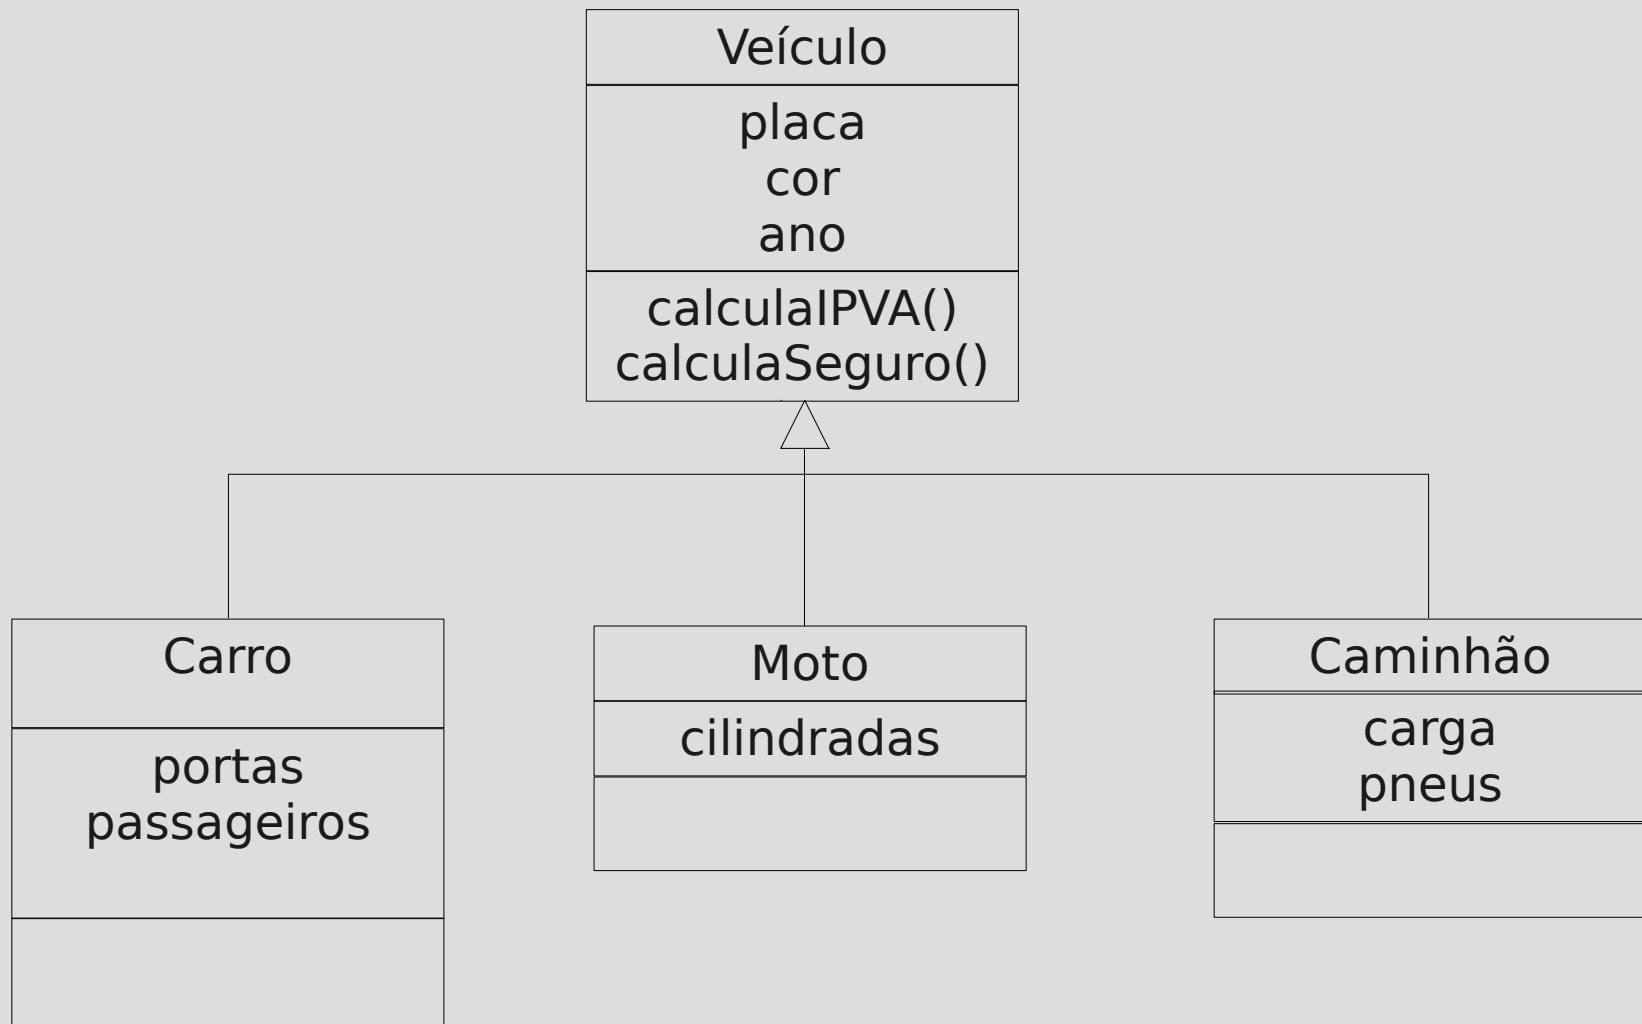 Veículo
placa
cor
ano
calculaIPVA()
calculaSeguro()
Carro
portas
passageiros
Moto
cilindradas
Caminhão
carga
pneus